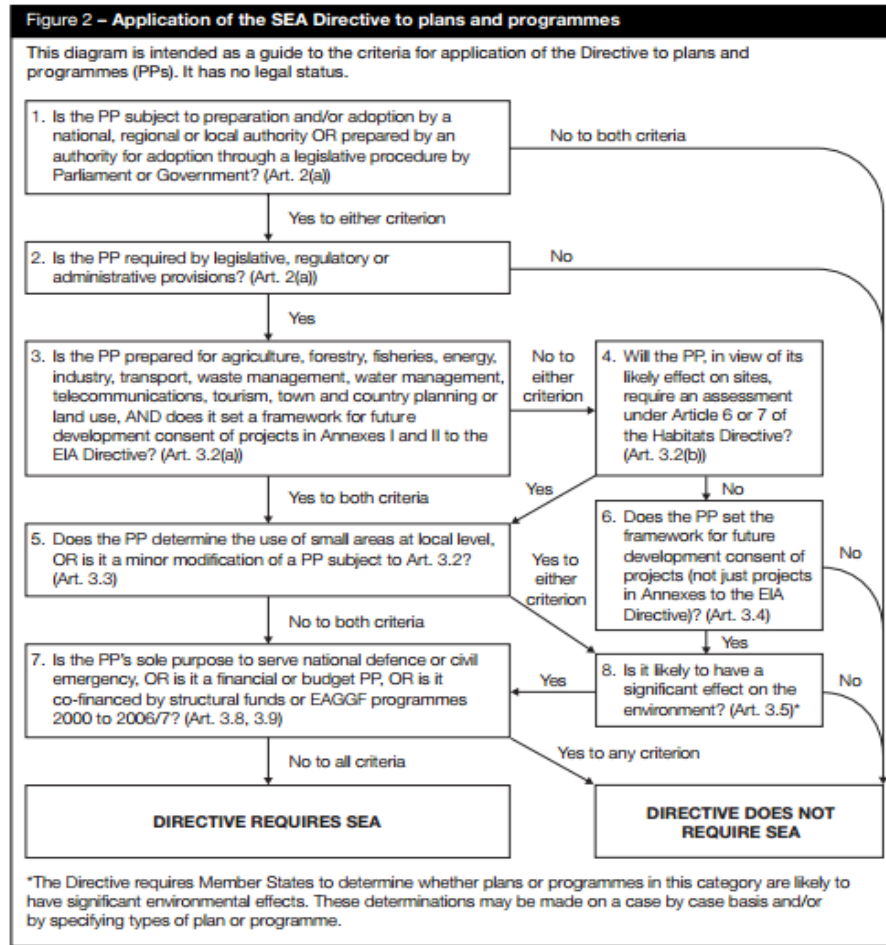 Figure 2 – Application of the SEA Directive to plans and programmes
This diagram is intended as a guide to the criteria for application of the Directive to plans and
programmes (PPs). It has no legal status.
1. Is the PP subject to preparation and/or adoption by a
national, regional or local authority OR prepared by an
authority for adoption through a legislative procedure by
Parliament or Government? (Art. 2(a))
No to both criteria
Yes to either criterion
2. Is the PP required by legislative, regulatory or
administrative provisions? (Art. 2(a))
No
Yes
3. Is the PP prepared for agriculture, forestry, fisheries, energy,
industry, transport, waste management, water management,
telecommunications, tourism, town and country planning or
land use, AND does it set a framework for future
development consent of projects in Annexes I and II to the
EIA Directive? (Art. 3.2(a))
No to
either
criterion
4. Will the PP, in view of its
likely effect on sites,
require an assessment
under Article 6 or 7 of
the Habitats Directive?
(Art. 3.2(b))
Yes to both criteria
Yes
No
5. Does the PP determine the use of small areas at local level,
OR is it a minor modification of a PP subject to Art. 3.2?
(Art. 3.3)
Yes to
either
criterion
6. Does the PP set the
framework for future
development consent of
projects (not just projects
in Annexes to the EIA
Directive)? (Art. 3.4)
No
No to both criteria
Yes
7. Is the PP's sole purpose to serve national defence or civil
emergency, OR is it a financial or budget PP, OR is it
co-financed by structural funds or EAGGF programmes
2000 to 2006/7? (Art. 3.8, 3.9)
Yes
8. Is it likely to have a
significant effect on the
environment? (Art. 3.5)*
No
No to all criteria
Yes to any criterion
DIRECTIVE REQUIRES SEA
DIRECTIVE DOES NOT
REQUIRE SEA
*The Directive requires Member States to determine whether plans or programmes in this category are likely to
have significant environmental effects. These determinations may be made on a case by case basis and/or
by specifying types of plan or programme.